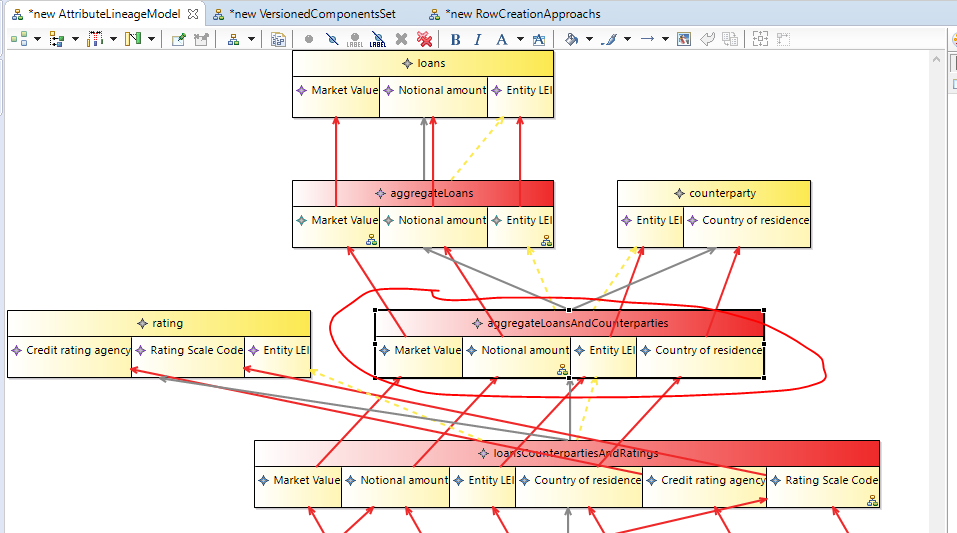 *new AttributeLineageModel *new VersionedComponentsSet *new RowCreationApproachs
LABEL LABEL B I A A
loans
Market Value Notional amount Entity LEI
aggregateLoans
Market Value Notional amount Entity LEI
counterparty
Entity LEI Country of residence
rating
Credit rating agency Rating Scale Code Entity LEI
aggregateLoansAndCounterparties
Market Value Notional amount Entity LEI Country of residence
loansCounterpartiesAndRatings
Market Value Notional amount Entity LEI Country of residence Credit rating agency Rating Scale Code